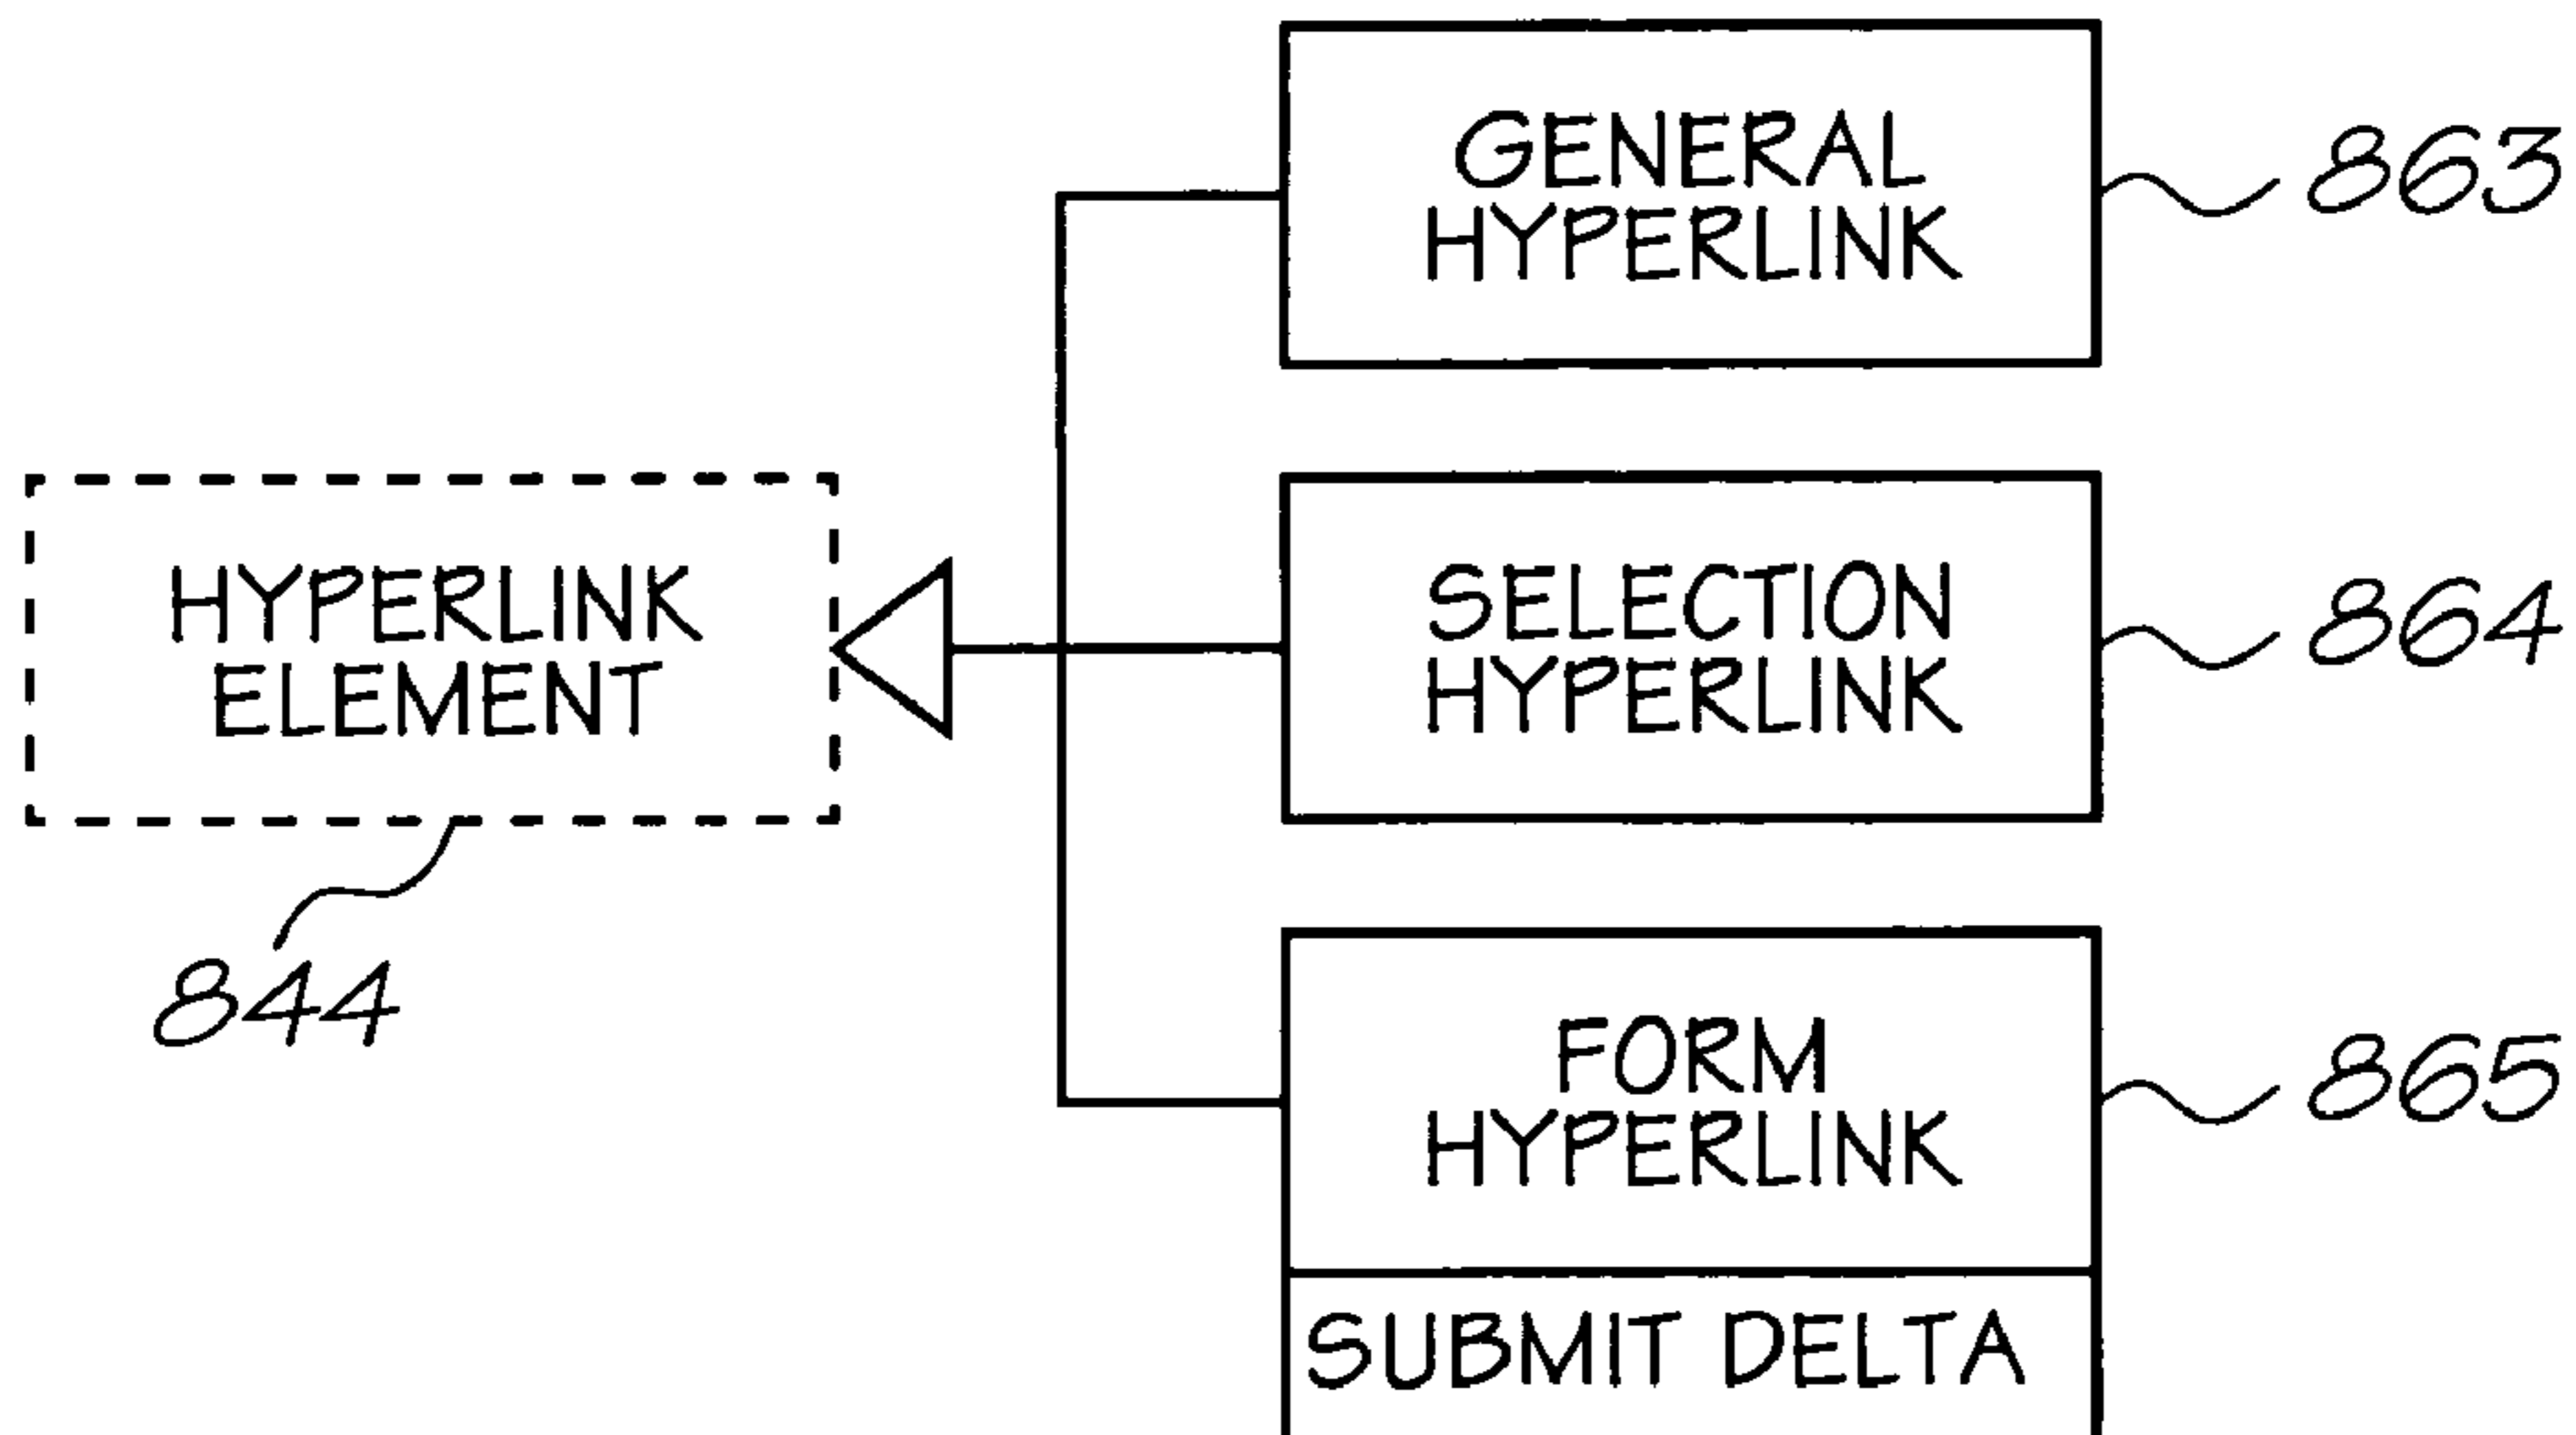 GENERAL
HYPERLINK
863
HYPERLINK
ELEMENT
844
SELECTION
HYPERLINK
864
FORM
HYPERLINK
865
SUBMIT DELTA